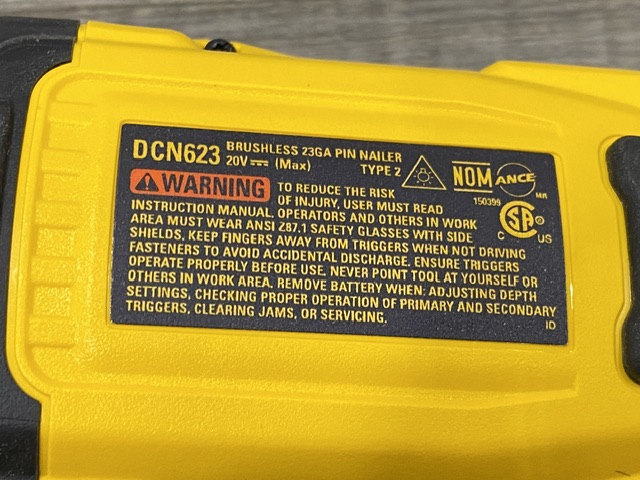 DCN623 BRUSHLESS 23GA PIN NAILER
20V ⎓ (Max) TYPE 2
NOM ANCE
MR
150399
WARNING TO REDUCE THE RISK
OF INJURY, USER MUST READ
INSTRUCTION MANUAL. OPERATORS AND OTHERS IN WORK
AREA MUST WEAR ANSI Z87.1 SAFETY GLASSES WITH SIDE
SHIELDS, KEEP FINGERS AWAY FROM TRIGGERS WHEN NOT DRIVING
FASTENERS TO AVOID ACCIDENTAL DISCHARGE. ENSURE TRIGGERS
OPERATE PROPERLY BEFORE USE. NEVER POINT TOOL AT YOURSELF OR
OTHERS IN WORK AREA. REMOVE BATTERY WHEN: ADJUSTING DEPTH
SETTINGS, CHECKING PROPER OPERATION OF PRIMARY AND SECONDARY
TRIGGERS, CLEARING JAMS, OR SERVICING.
C SA ® US
ID